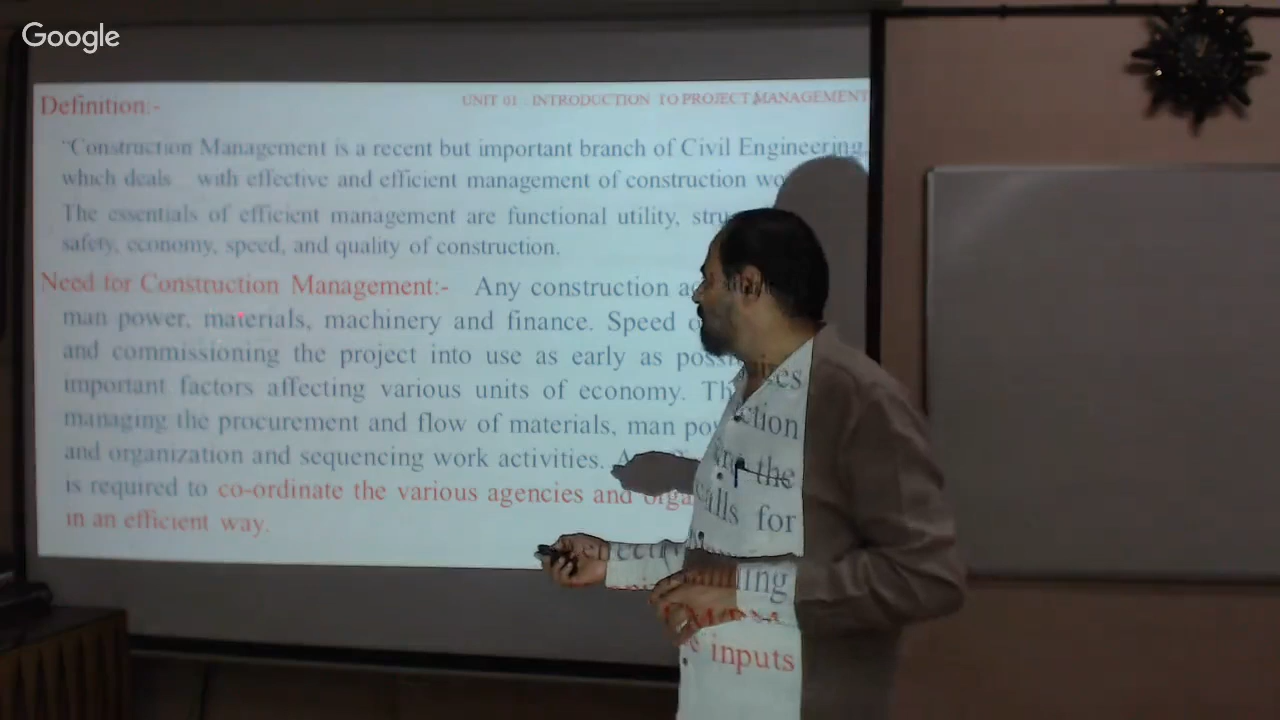 Google
UNIT 01 : INTRODUCTION TO PROJECT MANAGEMENT
Definition:-
"Construction Management is a recent but important branch of Civil Engineering,
which deals with effective and efficient management of construction
The essentials of efficient management are functional utility,
safety, economy, speed, and quality of construction.
Need for Construction Management:- Any construction
man power, materials, machinery and finance. Speed
and commissioning the project into use as early as
important factors affecting various units of economy.
managing the procurement and flow of materials, man
and organization and sequencing work activities.
is required to co-ordinate the various agencies and
in an efficient way.
the
calls for
inputs